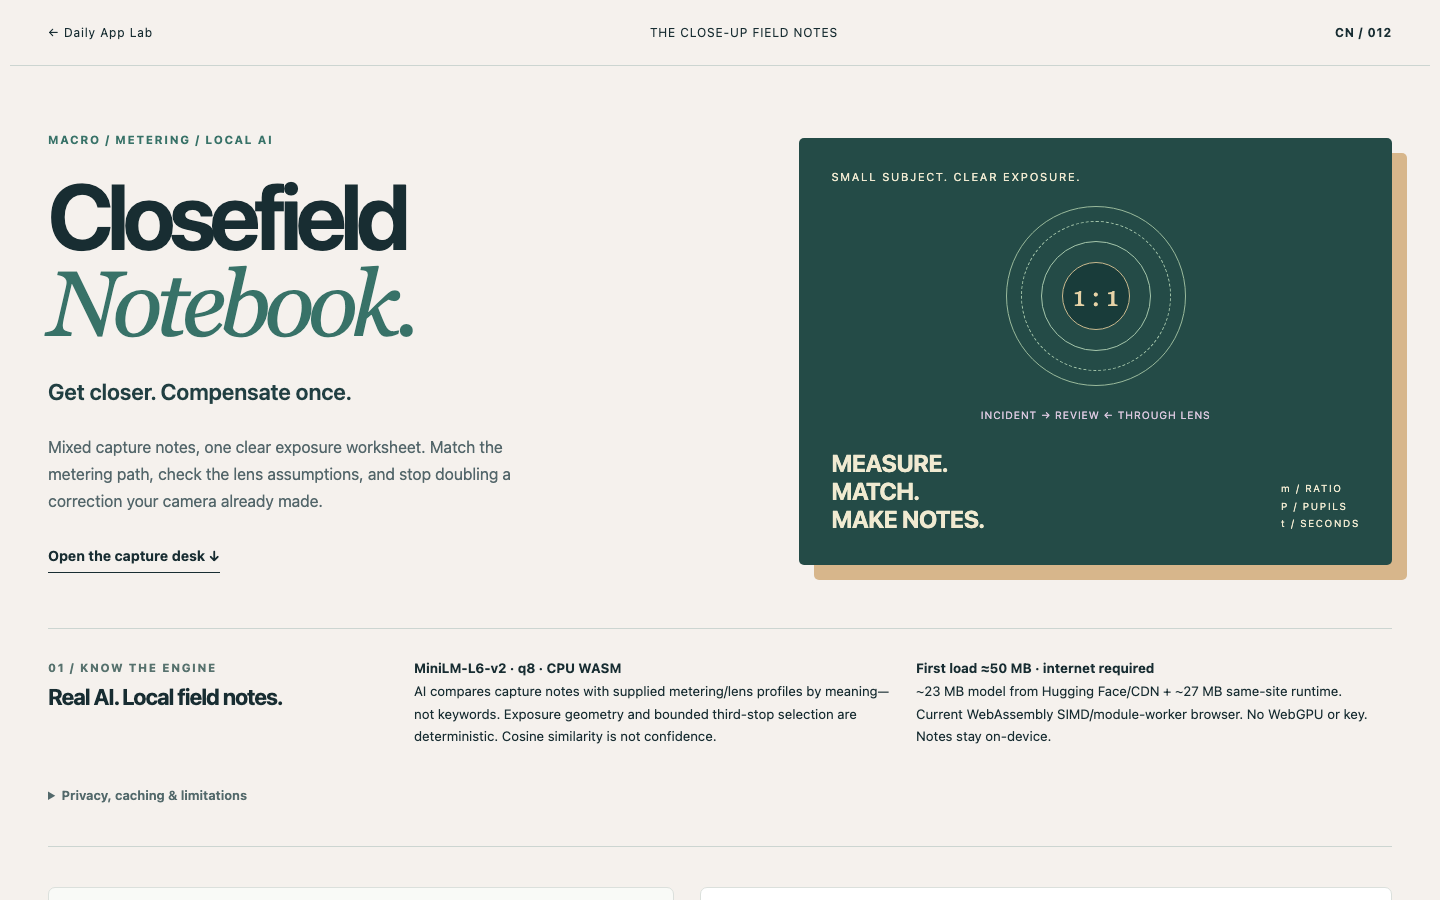 ← Daily App Lab
THE CLOSE-UP FIELD NOTES
CN / 012
MACRO / METERING / LOCAL AI
Closefield
Notebook.
Get closer. Compensate once.
Mixed capture notes, one clear exposure worksheet. Match the
metering path, check the lens assumptions, and stop doubling a
correction your camera already made.
Open the capture desk ↓
SMALL SUBJECT. CLEAR EXPOSURE.
1 : 1
INCIDENT → REVIEW ← THROUGH LENS
MEASURE.
MATCH.
MAKE NOTES.
m / RATIO
P / PUPILS
t / SECONDS
01 / KNOW THE ENGINE
Real AI. Local field notes.
MiniLM-L6-v2 · q8 · CPU WASM
AI compares capture notes with supplied metering/lens profiles by meaning—
not keywords. Exposure geometry and bounded third-stop selection are
deterministic. Cosine similarity is not confidence.
First load ≈50 MB · internet required
~23 MB model from Hugging Face/CDN + ~27 MB same-site runtime.
Current WebAssembly SIMD/module-worker browser. No WebGPU or key.
Notes stay on-device.
▶ Privacy, caching & limitations